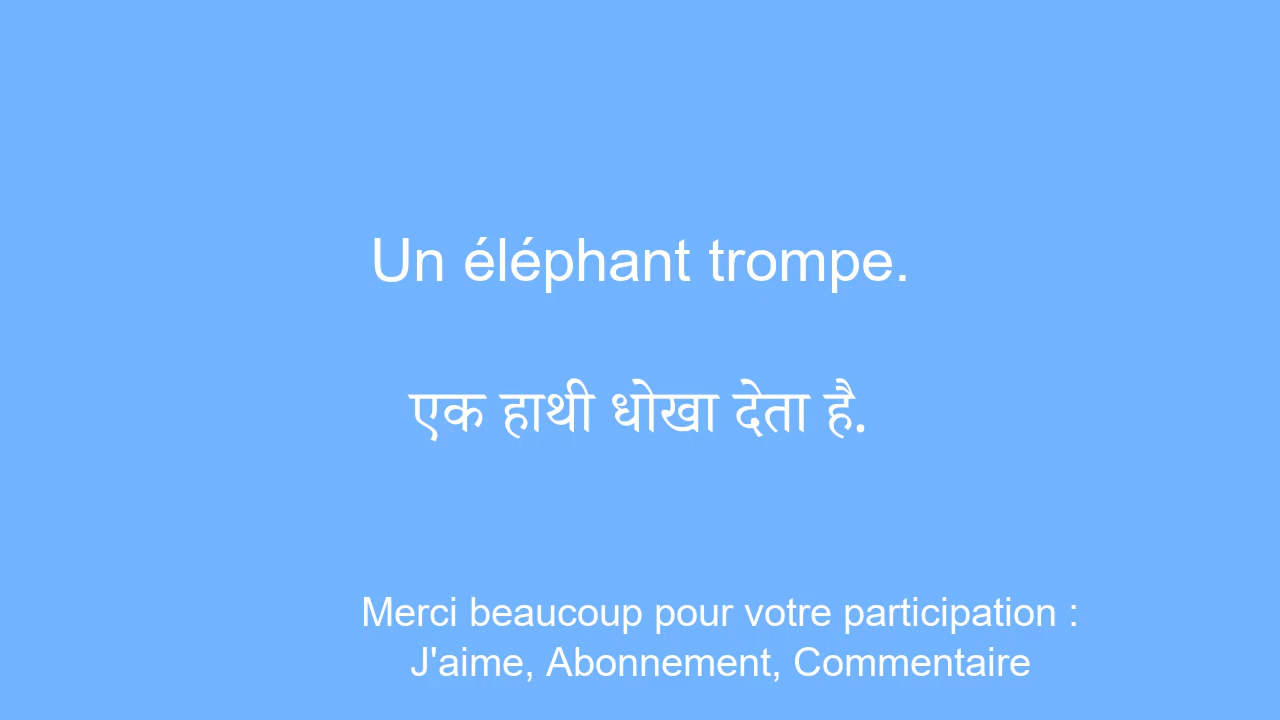 Un éléphant trompe.
एक हाथी धोखा देता है.
Merci beaucoup pour votre participation :
J'aime, Abonnement, Commentaire